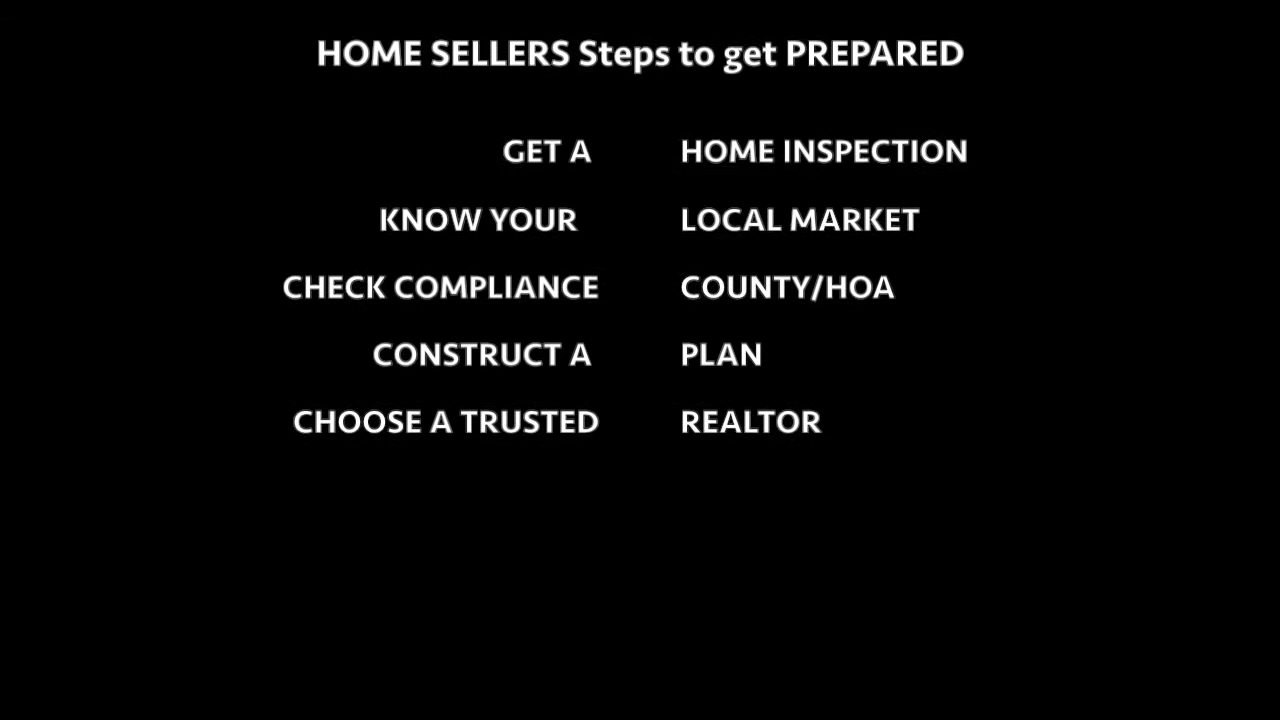 HOME SELLERS Steps to get PREPARED
GET A HOME INSPECTION
KNOW YOUR LOCAL MARKET
CHECK COMPLIANCE COUNTY/HOA
CONSTRUCT A PLAN
CHOOSE A TRUSTED REALTOR